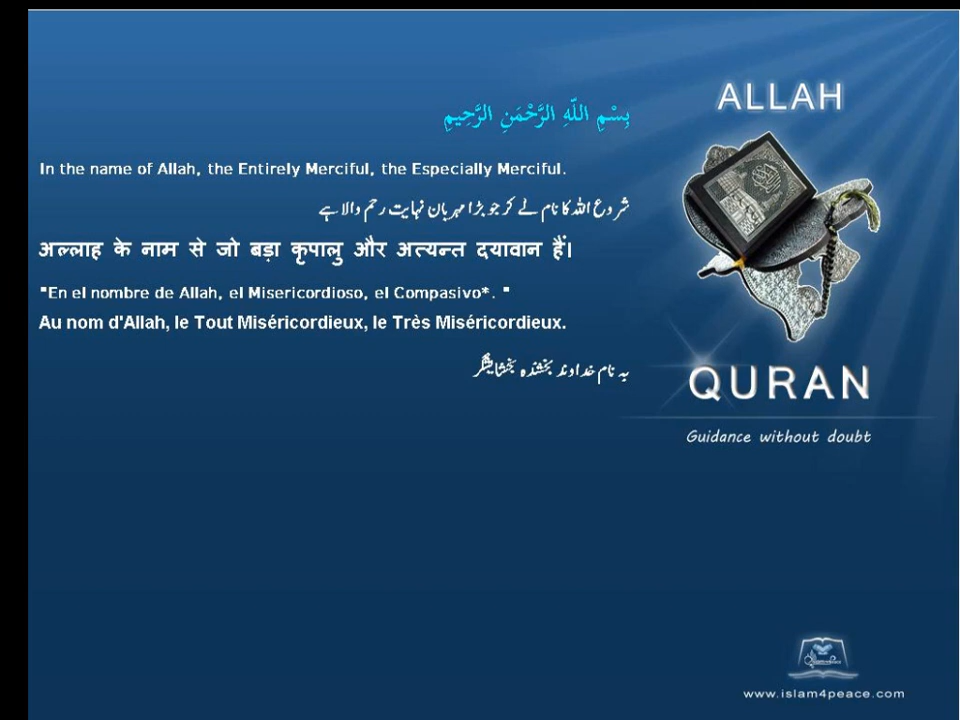 بِسْمِ اللّهِ الرَّحْمَنِ الرَّحِيمِ
In the name of Allah, the Entirely Merciful, the Especially Merciful.
شروع الله کا نام لے کر جو بڑا مہربان نہایت رحم والا ہے
अल्लाह के नाम से जो बड़ा कृपालु और अत्यन्त दयावान हैं।
"En el nombre de Allah, el Misericordioso, el Compasivo*. "
Au nom d'Allah, le Tout Miséricordieux, le Très Miséricordieux.
به نام خداوند بخشنده بخشایشگر
ALLAH
QURAN
Guidance without doubt
www.islam4peace.com